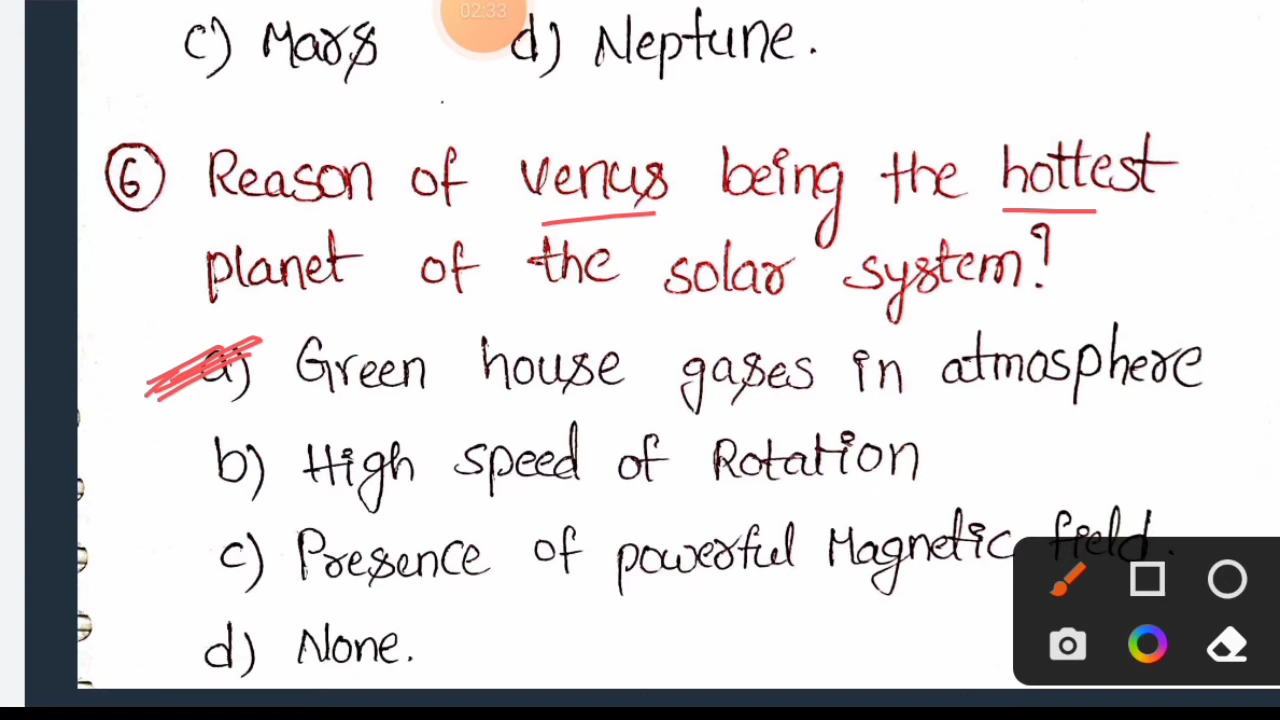 02:33
c) Mars d) Neptune.
6 Reason of venus being the hottest
planet of the solar system?
a) Green house gases in atmosphere
b) High speed of Rotation
c) Presence of powerful Magnetic field.
d) None.